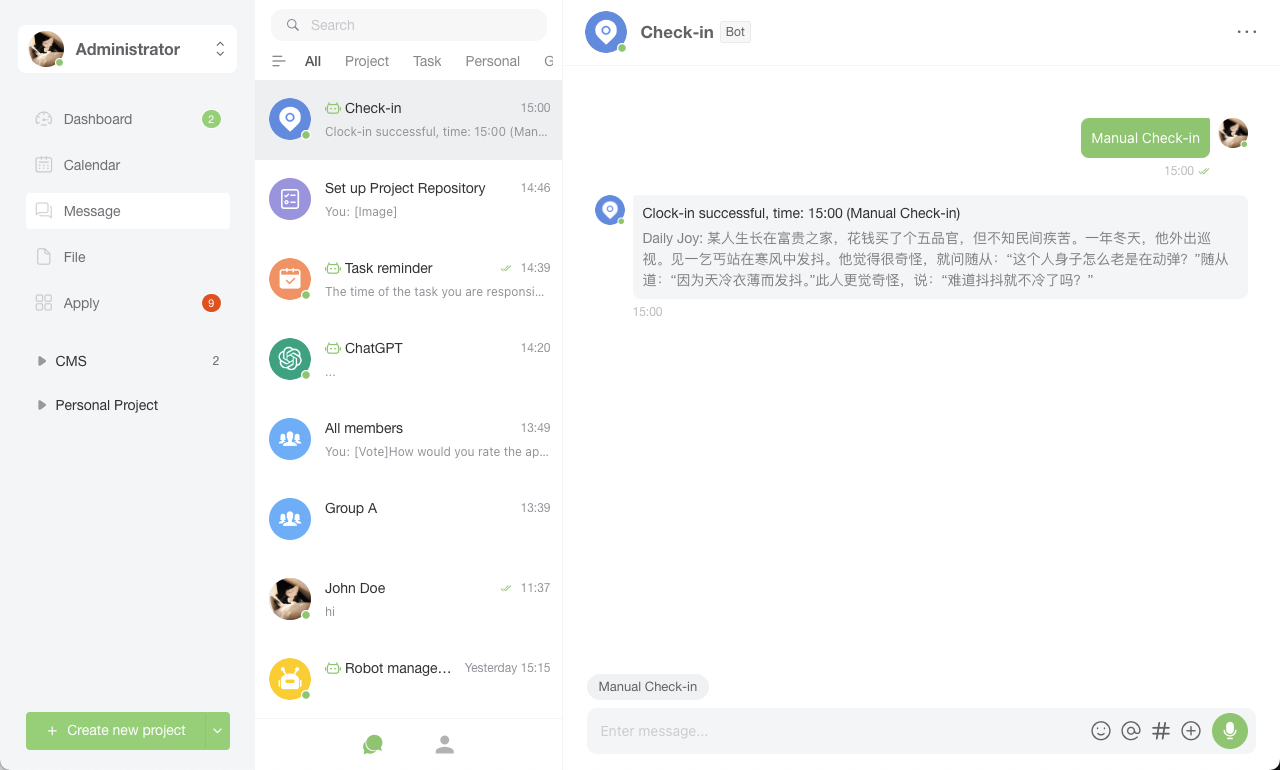 Administrator
Dashboard
2
Calendar
Message
File
Apply
9
CMS
2
Personal Project
+ Create new project
Search
All Project Task Personal G
Check-in 15:00
Clock-in successful, time: 15:00 (Man...
Set up Project Repository 14:46
You: [Image]
Task reminder 14:39
The time of the task you are responsi...
ChatGPT 14:20
...
All members 13:49
You: [Vote]How would you rate the ap...
Group A 13:39
John Doe 11:37
hi
Robot manage... Yesterday 15:15
Check-in Bot
Manual Check-in
15:00
Clock-in successful, time: 15:00 (Manual Check-in)
Daily Joy: 某人生长在富贵之家，花钱买了个五品官，但不知民间疾苦。一年冬天，他外出巡
视。见一乞丐站在寒风中发抖。他觉得很奇怪，就问随从：“这个人身子怎么老是在动弹？”随从
道：“因为天冷衣薄而发抖。”此人更觉奇怪，说：“难道抖抖就不冷了吗？”
15:00
Manual Check-in
Enter message...